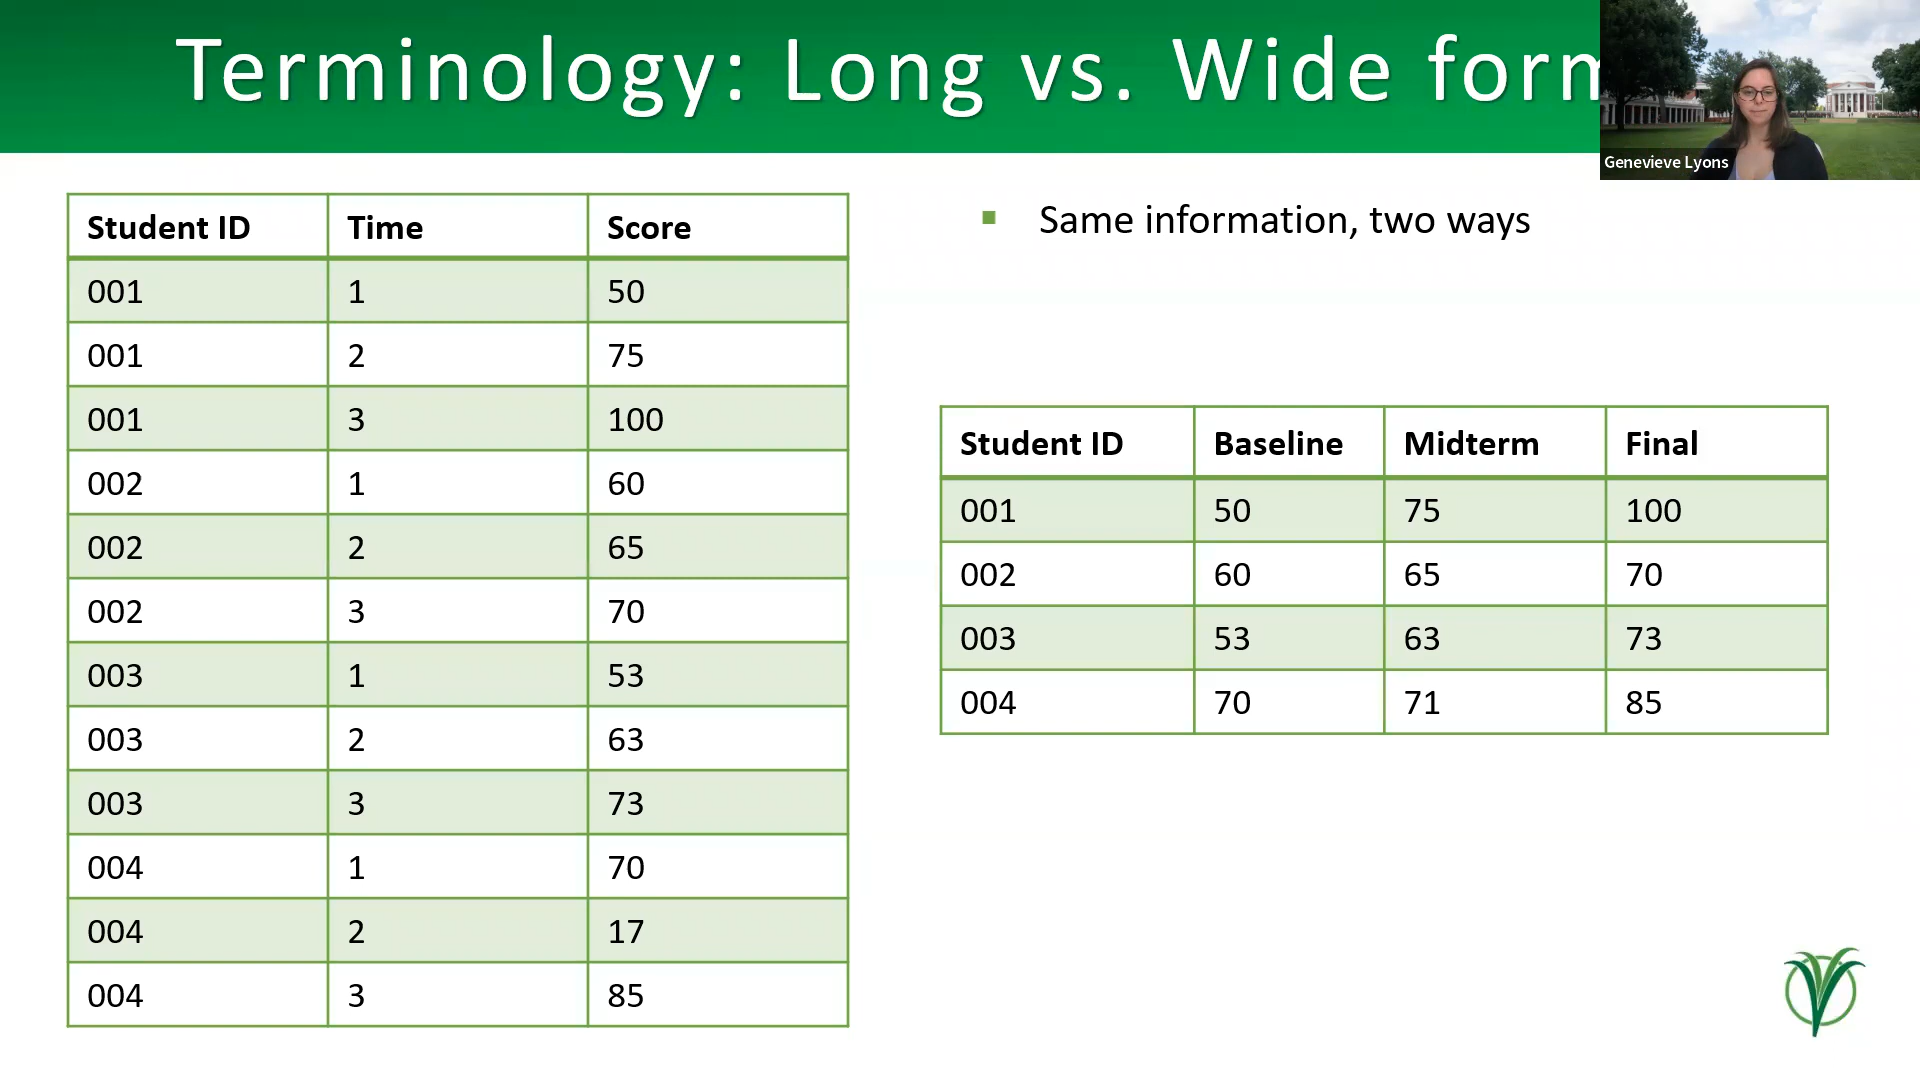 Terminology: Long vs. Wide form
Genevieve Lyons
Student ID Time Score
001 1 50
001 2 75
001 3 100
002 1 60
002 2 65
002 3 70
003 1 53
003 2 63
003 3 73
004 1 70
004 2 17
004 3 85
Same information, two ways
Student ID Baseline Midterm Final
001 50 75 100
002 60 65 70
003 53 63 73
004 70 71 85